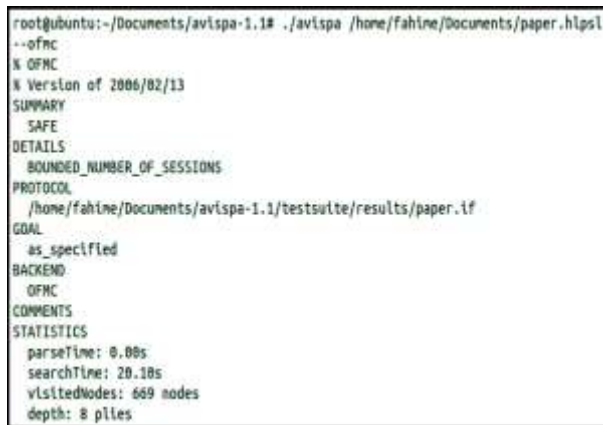 root@ubuntu:~/Documents/avispa-1.1# ./avispa /home/fahime/Documents/paper.hlpsl
--ofmc
% OFMC
% Version of 2006/02/13
SUMMARY
SAFE
DETAILS
BOUNDED_NUMBER_OF_SESSIONS
PROTOCOL
/home/fahime/Documents/avispa-1.1/testsuite/results/paper.if
GOAL
as_specified
BACKEND
OFMC
COMMENTS
STATISTICS
parseTime: 0.00s
searchTime: 20.10s
visitedNodes: 669 nodes
depth: 8 plies